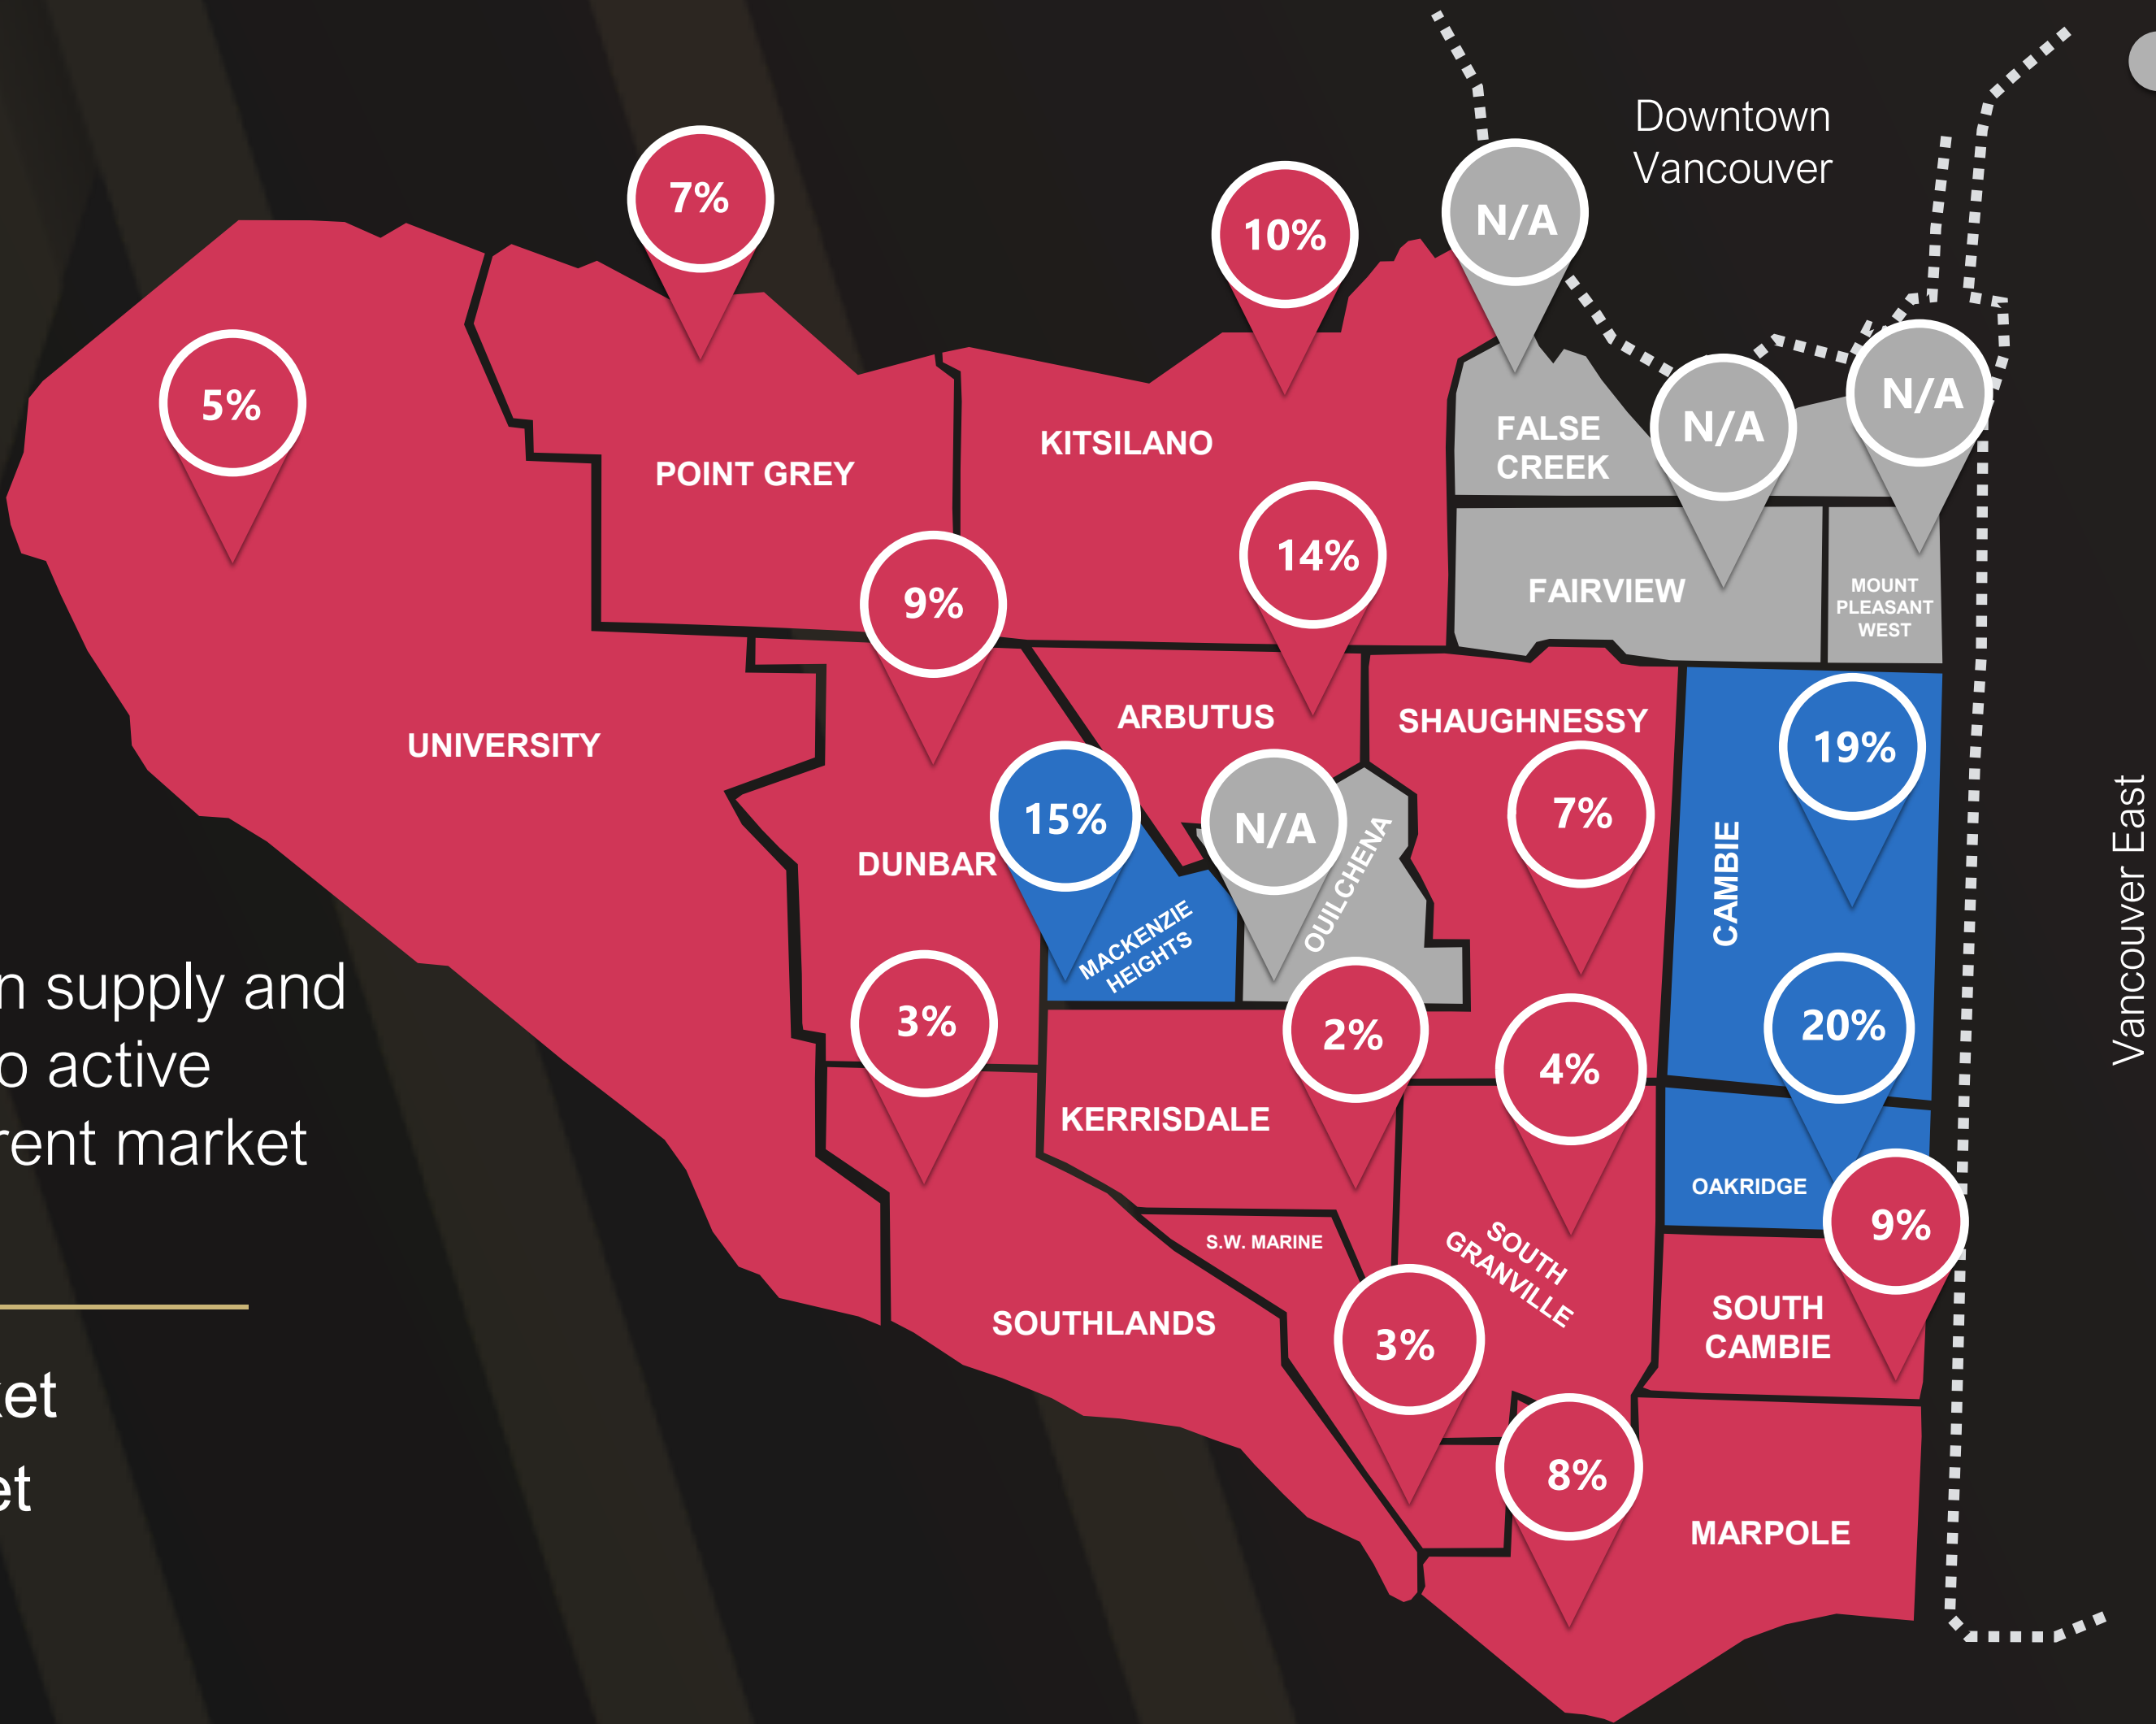 Downtown
Vancouver
7%
10%
N/A
5%
N/A
N/A
KITSILANO
FALSE
CREEK
POINT GREY
14%
9%
FAIRVIEW
MOUNT
PLEASANT
WEST
UNIVERSITY
ARBUTUS
SHAUGHNESSY
19%
15%
N/A
7%
DUNBAR
QUILCHENA
CAMBIE
MACKENZIE
HEIGHTS
Vancouver East
n supply and
o active
rent market
3%
2%
4%
20%
KERRISDALE
OAKRIDGE
S.W. MARINE
SOUTH
GRANVILLE
9%
SOUTHLANDS
3%
SOUTH
CAMBIE
et
et
8%
MARPOLE